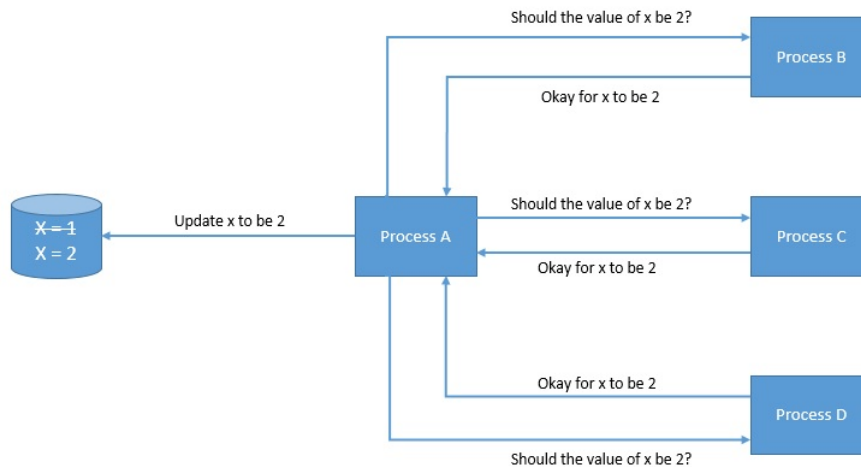 Should the value of x be 2?
Process B
Okay for x to be 2
Should the value of x be 2?
Update x to be 2
X = 1
X = 2
Process A
Process C
Okay for x to be 2
Okay for x to be 2
Process D
Should the value of x be 2?